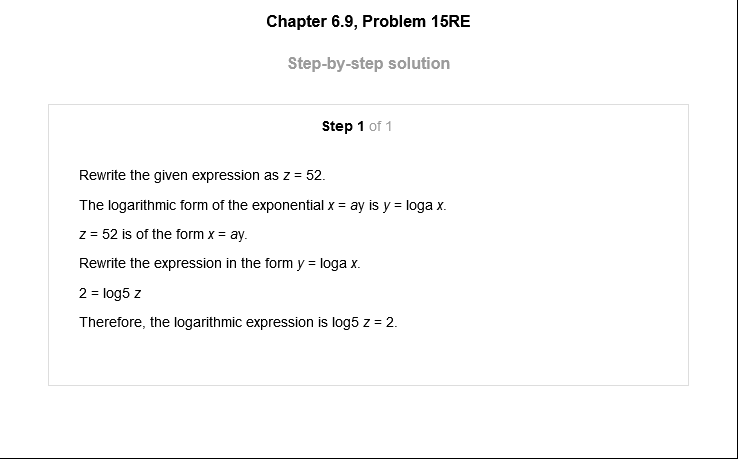 Chapter 6.9, Problem 15RE
Step-by-step solution
Step 1 of 1
Rewrite the given expression as z = 52.
The logarithmic form of the exponential x = ay is y = loga x.
z = 52 is of the form x = ay.
Rewrite the expression in the form y = loga x.
2 = log5 z
Therefore, the logarithmic expression is log5 z = 2.